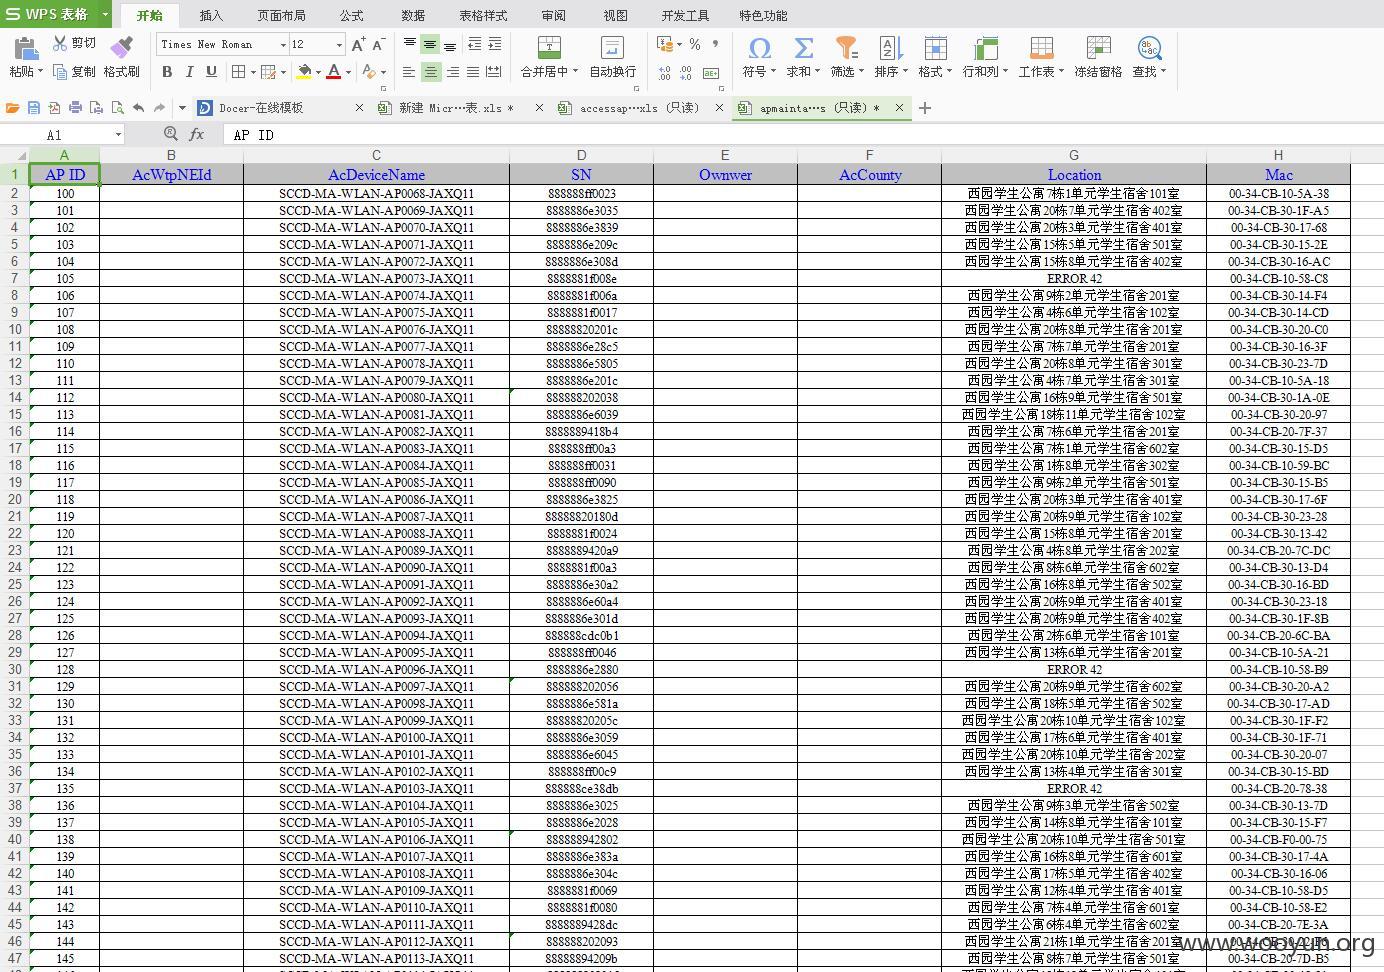 WPS 表格 开始 插入 页面布局 公式 数据 表格样式 审阅 视图 开发工具 特色功能
剪切 Times New Roman 12
粘贴 复制 格式刷 B I U 合并居中 自动换行 符号 求和 筛选 排序 格式 行和列 工作表 冻结窗格 查找
Docer-在线模板 新建 Micr…表.xls * accessap…xls (只读) apmainta…s (只读) *
A1 fx AP ID
A B C D E F G H
1 AP ID AcWtpNEId AcDeviceName SN Ownwer AcCounty Location Mac
2 100 SCCD-MA-WLAN-AP0068-JAXQ11 888888ff0023 西园学生公寓7栋1单元学生宿舍101室 00-34-CB-10-5A-38
3 101 SCCD-MA-WLAN-AP0069-JAXQ11 8888886e3035 西园学生公寓20栋7单元学生宿舍402室 00-34-CB-30-1F-A5
4 102 SCCD-MA-WLAN-AP0070-JAXQ11 8888886e3839 西园学生公寓20栋3单元学生宿舍401室 00-34-CB-30-17-68
5 103 SCCD-MA-WLAN-AP0071-JAXQ11 8888886e209c 西园学生公寓15栋5单元学生宿舍501室 00-34-CB-30-15-2E
6 104 SCCD-MA-WLAN-AP0072-JAXQ11 8888886e308d 西园学生公寓15栋8单元学生宿舍402室 00-34-CB-30-16-AC
7 105 SCCD-MA-WLAN-AP0073-JAXQ11 8888881f008e ERROR 42 00-34-CB-10-58-C8
8 106 SCCD-MA-WLAN-AP0074-JAXQ11 8888881f006a 西园学生公寓9栋2单元学生宿舍201室 00-34-CB-30-14-F4
9 107 SCCD-MA-WLAN-AP0075-JAXQ11 8888881f0017 西园学生公寓4栋6单元学生宿舍102室 00-34-CB-30-14-CD
10 108 SCCD-MA-WLAN-AP0076-JAXQ11 88888820201c 西园学生公寓20栋8单元学生宿舍201室 00-34-CB-30-20-C0
11 109 SCCD-MA-WLAN-AP0077-JAXQ11 8888886e28c5 西园学生公寓7栋7单元学生宿舍201室 00-34-CB-30-16-3F
12 110 SCCD-MA-WLAN-AP0078-JAXQ11 8888886e5805 西园学生公寓20栋8单元学生宿舍301室 00-34-CB-30-23-7D
13 111 SCCD-MA-WLAN-AP0079-JAXQ11 8888886e201c 西园学生公寓4栋7单元学生宿舍301室 00-34-CB-10-5A-18
14 112 SCCD-MA-WLAN-AP0080-JAXQ11 888888202038 西园学生公寓16栋9单元学生宿舍501室 00-34-CB-30-1A-0E
15 113 SCCD-MA-WLAN-AP0081-JAXQ11 8888886e6039 西园学生公寓18栋11单元学生宿舍102室 00-34-CB-30-20-97
16 114 SCCD-MA-WLAN-AP0082-JAXQ11 8888889418b4 西园学生公寓7栋6单元学生宿舍201室 00-34-CB-20-7F-37
17 115 SCCD-MA-WLAN-AP0083-JAXQ11 888888ff00a3 西园学生公寓7栋1单元学生宿舍602室 00-34-CB-30-15-D5
18 116 SCCD-MA-WLAN-AP0084-JAXQ11 888888ff0031 西园学生公寓1栋8单元学生宿舍302室 00-34-CB-10-59-BC
19 117 SCCD-MA-WLAN-AP0085-JAXQ11 888888ff0090 西园学生公寓9栋2单元学生宿舍501室 00-34-CB-30-15-B5
20 118 SCCD-MA-WLAN-AP0086-JAXQ11 8888886e3825 西园学生公寓20栋3单元学生宿舍401室 00-34-CB-30-17-6F
21 119 SCCD-MA-WLAN-AP0087-JAXQ11 88888820180d 西园学生公寓20栋9单元学生宿舍102室 00-34-CB-30-23-28
22 120 SCCD-MA-WLAN-AP0088-JAXQ11 8888881f0024 西园学生公寓15栋8单元学生宿舍201室 00-34-CB-30-13-42
23 121 SCCD-MA-WLAN-AP0089-JAXQ11 8888889420a9 西园学生公寓4栋8单元学生宿舍202室 00-34-CB-20-7C-DC
24 122 SCCD-MA-WLAN-AP0090-JAXQ11 8888881f00a3 西园学生公寓8栋6单元学生宿舍602室 00-34-CB-30-13-D4
25 123 SCCD-MA-WLAN-AP0091-JAXQ11 8888886e30a2 西园学生公寓16栋8单元学生宿舍502室 00-34-CB-30-16-BD
26 124 SCCD-MA-WLAN-AP0092-JAXQ11 8888886e60a4 西园学生公寓20栋9单元学生宿舍401室 00-34-CB-30-23-18
27 125 SCCD-MA-WLAN-AP0093-JAXQ11 8888886e301d 西园学生公寓20栋9单元学生宿舍402室 00-34-CB-30-1F-8B
28 126 SCCD-MA-WLAN-AP0094-JAXQ11 888888cdc0b1 西园学生公寓2栋6单元学生宿舍101室 00-34-CB-20-6C-BA
29 127 SCCD-MA-WLAN-AP0095-JAXQ11 888888ff0046 西园学生公寓13栋6单元学生宿舍201室 00-34-CB-10-5A-21
30 128 SCCD-MA-WLAN-AP0096-JAXQ11 8888886e2880 ERROR 42 00-34-CB-10-58-B9
31 129 SCCD-MA-WLAN-AP0097-JAXQ11 888888202056 西园学生公寓20栋9单元学生宿舍602室 00-34-CB-30-20-A2
32 130 SCCD-MA-WLAN-AP0098-JAXQ11 8888886e581a 西园学生公寓18栋5单元学生宿舍502室 00-34-CB-30-17-AD
33 131 SCCD-MA-WLAN-AP0099-JAXQ11 88888820205c 西园学生公寓20栋10单元学生宿舍102室 00-34-CB-30-1F-F2
34 132 SCCD-MA-WLAN-AP0100-JAXQ11 8888886e3059 西园学生公寓17栋6单元学生宿舍401室 00-34-CB-30-1F-71
35 133 SCCD-MA-WLAN-AP0101-JAXQ11 8888886e6045 西园学生公寓20栋10单元学生宿舍202室 00-34-CB-30-20-07
36 134 SCCD-MA-WLAN-AP0102-JAXQ11 888888ff00c9 西园学生公寓13栋4单元学生宿舍301室 00-34-CB-30-15-BD
37 135 SCCD-MA-WLAN-AP0103-JAXQ11 888888ce38db ERROR 42 00-34-CB-20-78-38
38 136 SCCD-MA-WLAN-AP0104-JAXQ11 8888886e3025 西园学生公寓9栋3单元学生宿舍502室 00-34-CB-30-13-7D
39 137 SCCD-MA-WLAN-AP0105-JAXQ11 8888886e2028 西园学生公寓14栋8单元学生宿舍101室 00-34-CB-30-15-F7
40 138 SCCD-MA-WLAN-AP0106-JAXQ11 888888942802 西园学生公寓20栋10单元学生宿舍501室 00-34-CB-F0-00-75
41 139 SCCD-MA-WLAN-AP0107-JAXQ11 8888886e383a 西园学生公寓16栋8单元学生宿舍601室 00-34-CB-30-17-4A
42 140 SCCD-MA-WLAN-AP0108-JAXQ11 8888886e304c 西园学生公寓17栋5单元学生宿舍402室 00-34-CB-30-16-06
43 141 SCCD-MA-WLAN-AP0109-JAXQ11 8888881f0069 西园学生公寓12栋4单元学生宿舍401室 00-34-CB-10-58-D5
44 142 SCCD-MA-WLAN-AP0110-JAXQ11 8888881f0080 西园学生公寓7栋4单元学生宿舍601室 00-34-CB-10-58-E2
45 143 SCCD-MA-WLAN-AP0111-JAXQ11 8888889428dc 西园学生公寓6栋4单元学生宿舍602室 00-34-CB-20-7E-3A
46 144 SCCD-MA-WLAN-AP0112-JAXQ11 888888202093 西园学生公寓21栋1单元学生宿舍201室
www.wooyun.org
47 145 SCCD-MA-WLAN-AP0113-JAXQ11 88888894209b 西园学生公寓8栋7单元学生宿舍501室 00-34-CB-20-7D-B5